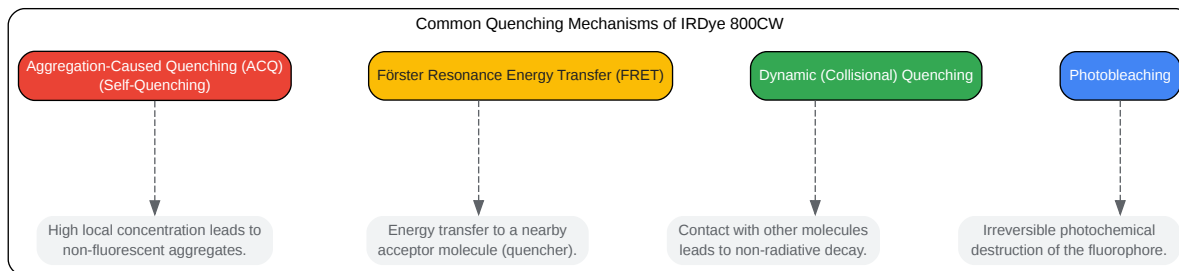 Common Quenching Mechanisms of IRDye 800CW
Aggregation-Caused Quenching (ACQ)
(Self-Quenching)
Förster Resonance Energy Transfer (FRET)
Dynamic (Collisional) Quenching
Photobleaching
High local concentration leads to
non-fluorescent aggregates.
Energy transfer to a nearby
acceptor molecule (quencher).
Contact with other molecules
leads to non-radiative decay.
Irreversible photochemical
destruction of the fluorophore.